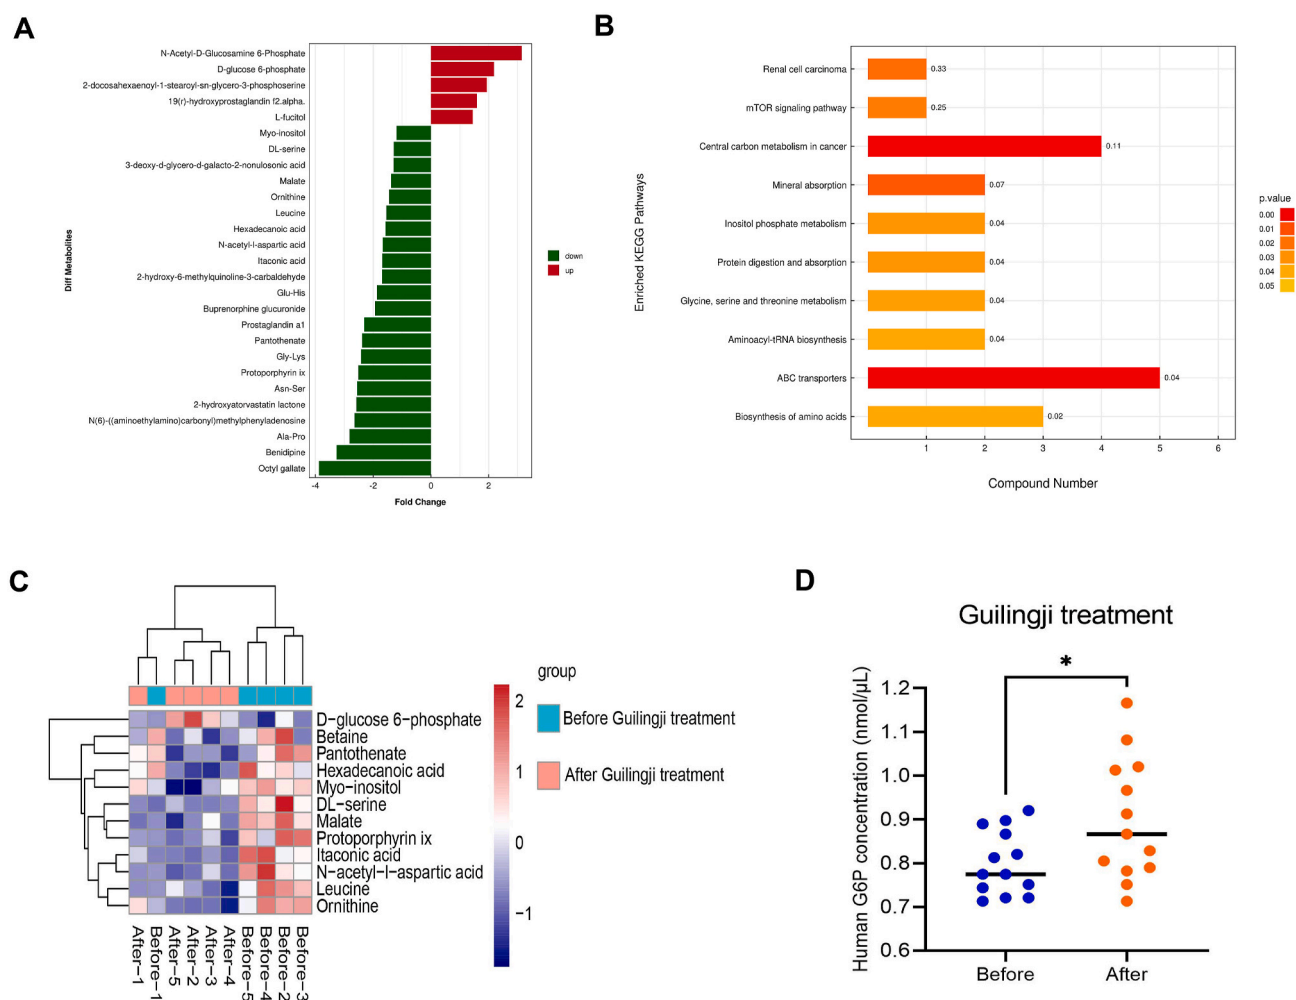 A
N-Acetyl-D-Glucosamine 6-Phosphate
D-glucose 6-phosphate
2-docosahexaenoyl-1-stearoyl-sn-glycero-3-phosphoserine
19(r)-hydroxyprostaglandin f2.alpha.
L-fucitol
Myo-inositol
DL-serine
3-deoxy-d-glycero-d-galacto-2-nonulosonic acid
Malate
Ornithine
Leucine
Hexadecanoic acid
N-acetyl-l-aspartic acid
Itaconic acid
2-hydroxy-6-methylquinoline-3-carbaldehyde
Glu-His
Buprenorphine glucuronide
Prostaglandin a1
Pantothenate
Gly-Lys
Protoporphyrin ix
Asn-Ser
2-hydroxyatorvastatin lactone
N(6)-((aminoethylamino)carbonyl)methylphenyladenosine
Ala-Pro
Benidipine
Octyl gallate
Diff Metabolites
-4 -2 0 2
Fold Change
down
up
B
Renal cell carcinoma 0.33
mTOR signaling pathway 0.25
Central carbon metabolism in cancer 0.11
Mineral absorption 0.07
Inositol phosphate metabolism 0.04
Protein digestion and absorption 0.04
Glycine, serine and threonine metabolism 0.04
Aminoacyl-tRNA biosynthesis 0.04
ABC transporters 0.04
Biosynthesis of amino acids 0.02
Enriched KEGG Pathways
1 2 3 4 5 6
Compound Number
p.value
0.00
0.01
0.02
0.03
0.04
0.05
C
D-glucose 6-phosphate
Betaine
Pantothenate
Hexadecanoic acid
Myo-inositol
DL-serine
Malate
Protoporphyrin ix
Itaconic acid
N-acetyl-l-aspartic acid
Leucine
Ornithine
After-1
Before-1
After-5
After-2
After-3
After-4
Before-5
Before-4
Before-2
Before-3
2
1
0
-1
group
Before Guilingji treatment
After Guilingji treatment
D
Guilingji treatment
*
Human G6P concentration (nmol/μL)
1.2
1.1
1.0
0.9
0.8
0.7
0.6
Before After